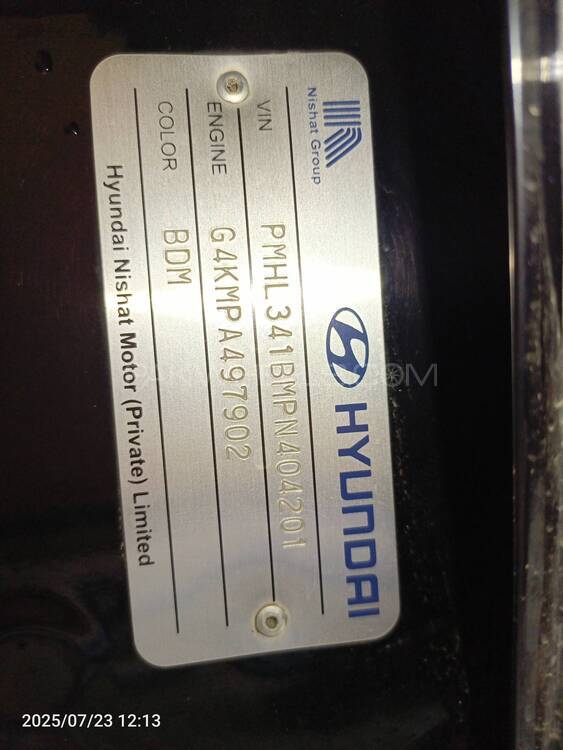 Nishat Group
HYUNDAI
VIN PMHL341BMPN404201
ENGINE G4KMPA497902
COLOR BDM
Hyundai Nishat Motor (Private) Limited
2025/07/23 12:13